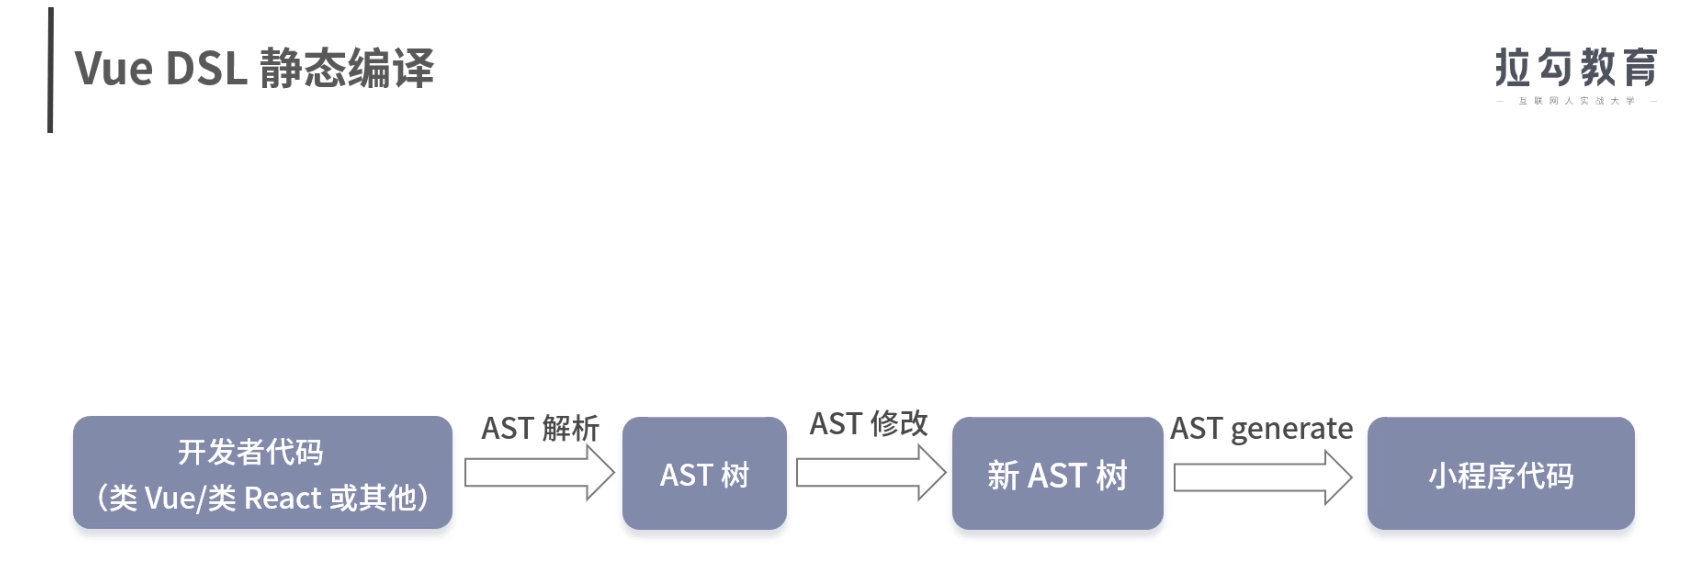 Vue DSL 静态编译
拉勾教育
— 互联网人实战大学 —
开发者代码
（类 Vue/类 React 或其他）
AST 解析
AST 树
AST 修改
新 AST 树
AST generate
小程序代码